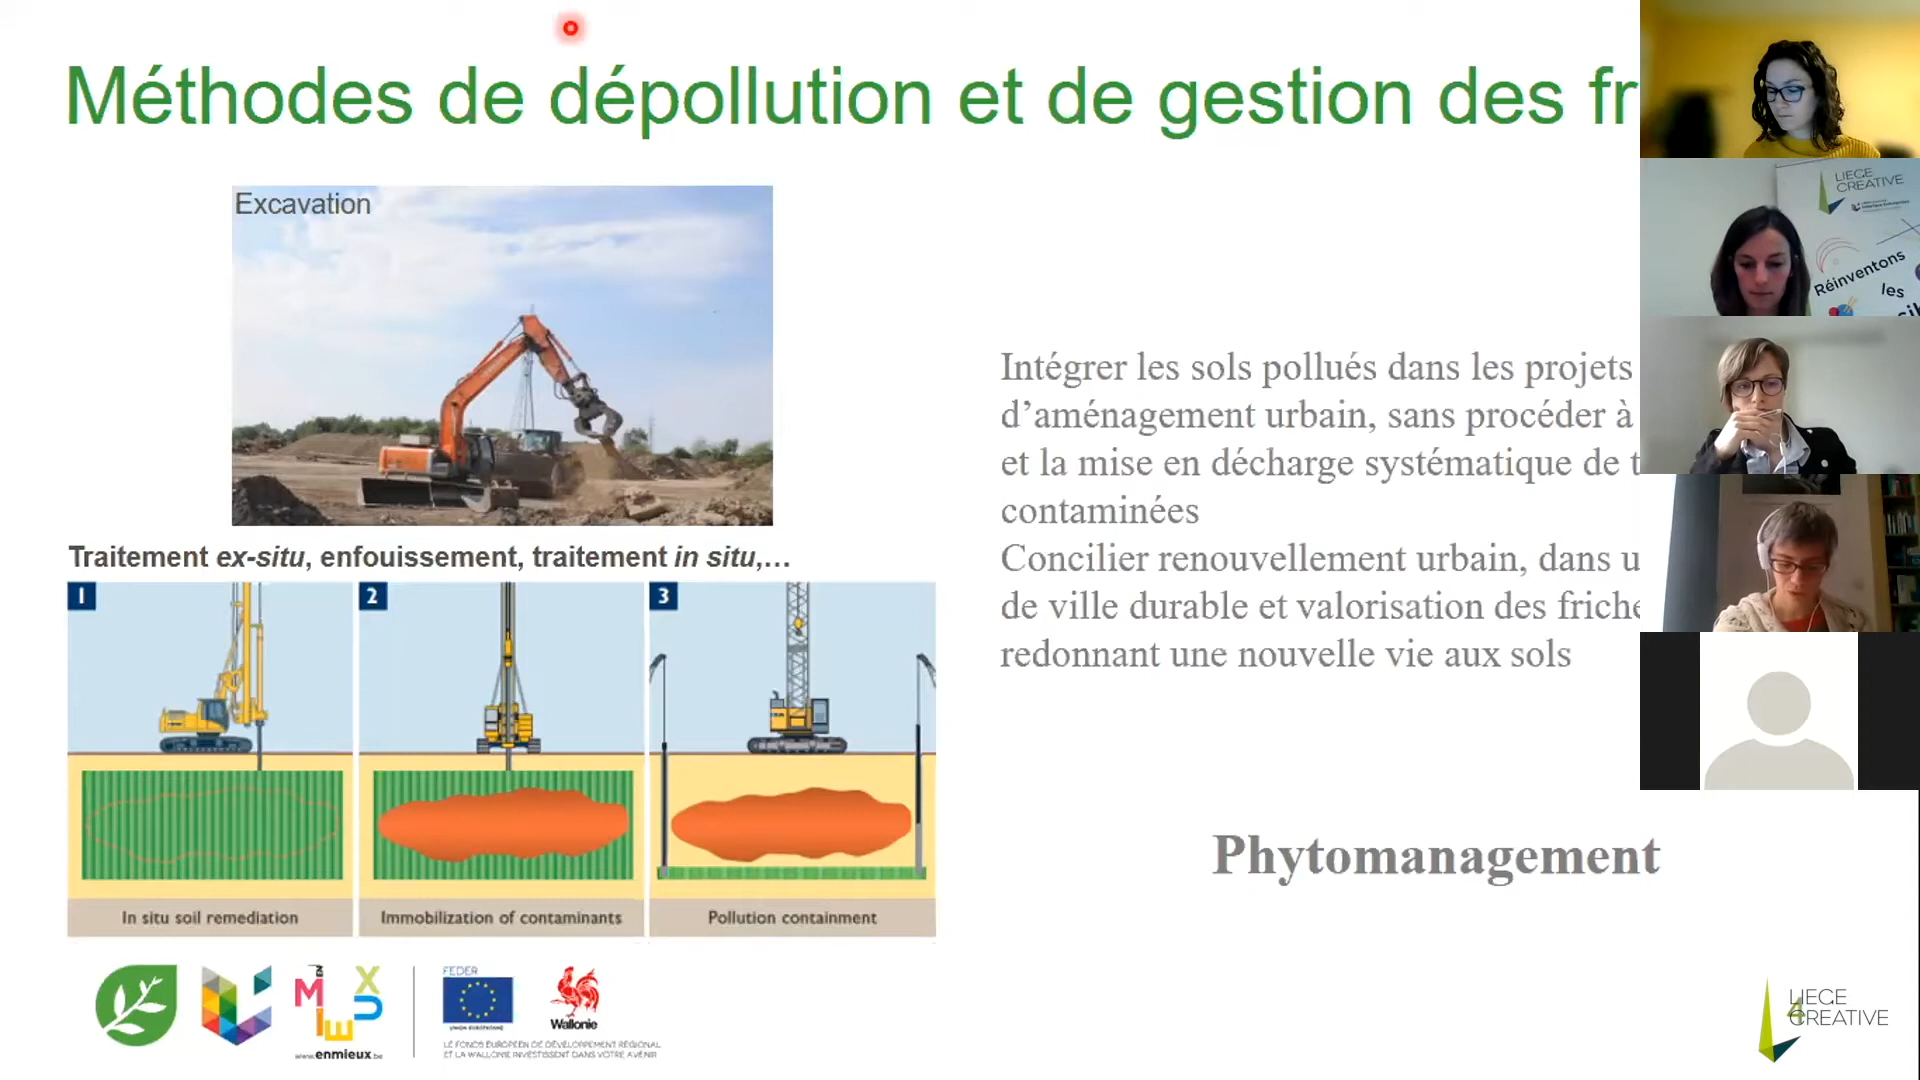 Méthodes de dépollution et de gestion des fr
Excavation
Traitement ex-situ, enfouissement, traitement in situ,...
1
2
3
In situ soil remediation
Immobilization of contaminants
Pollution containment
Intégrer les sols pollués dans les projets
d’aménagement urbain, sans procéder à
et la mise en décharge systématique de t
contaminées
Concilier renouvellement urbain, dans u
de ville durable et valorisation des friche
redonnant une nouvelle vie aux sols
Phytomanagement
LIEGE
CREATIVE
Réinventons
les
EN
MIEUX
www.enmieux.be
FEDER
UNION EUROPÉENNE
Wallonie
LE FONDS EUROPÉEN DE DÉVELOPPEMENT RÉGIONAL
ET LA WALLONIE INVESTISSENT DANS VOTRE AVENIR
4
LIEGE
CREATIVE